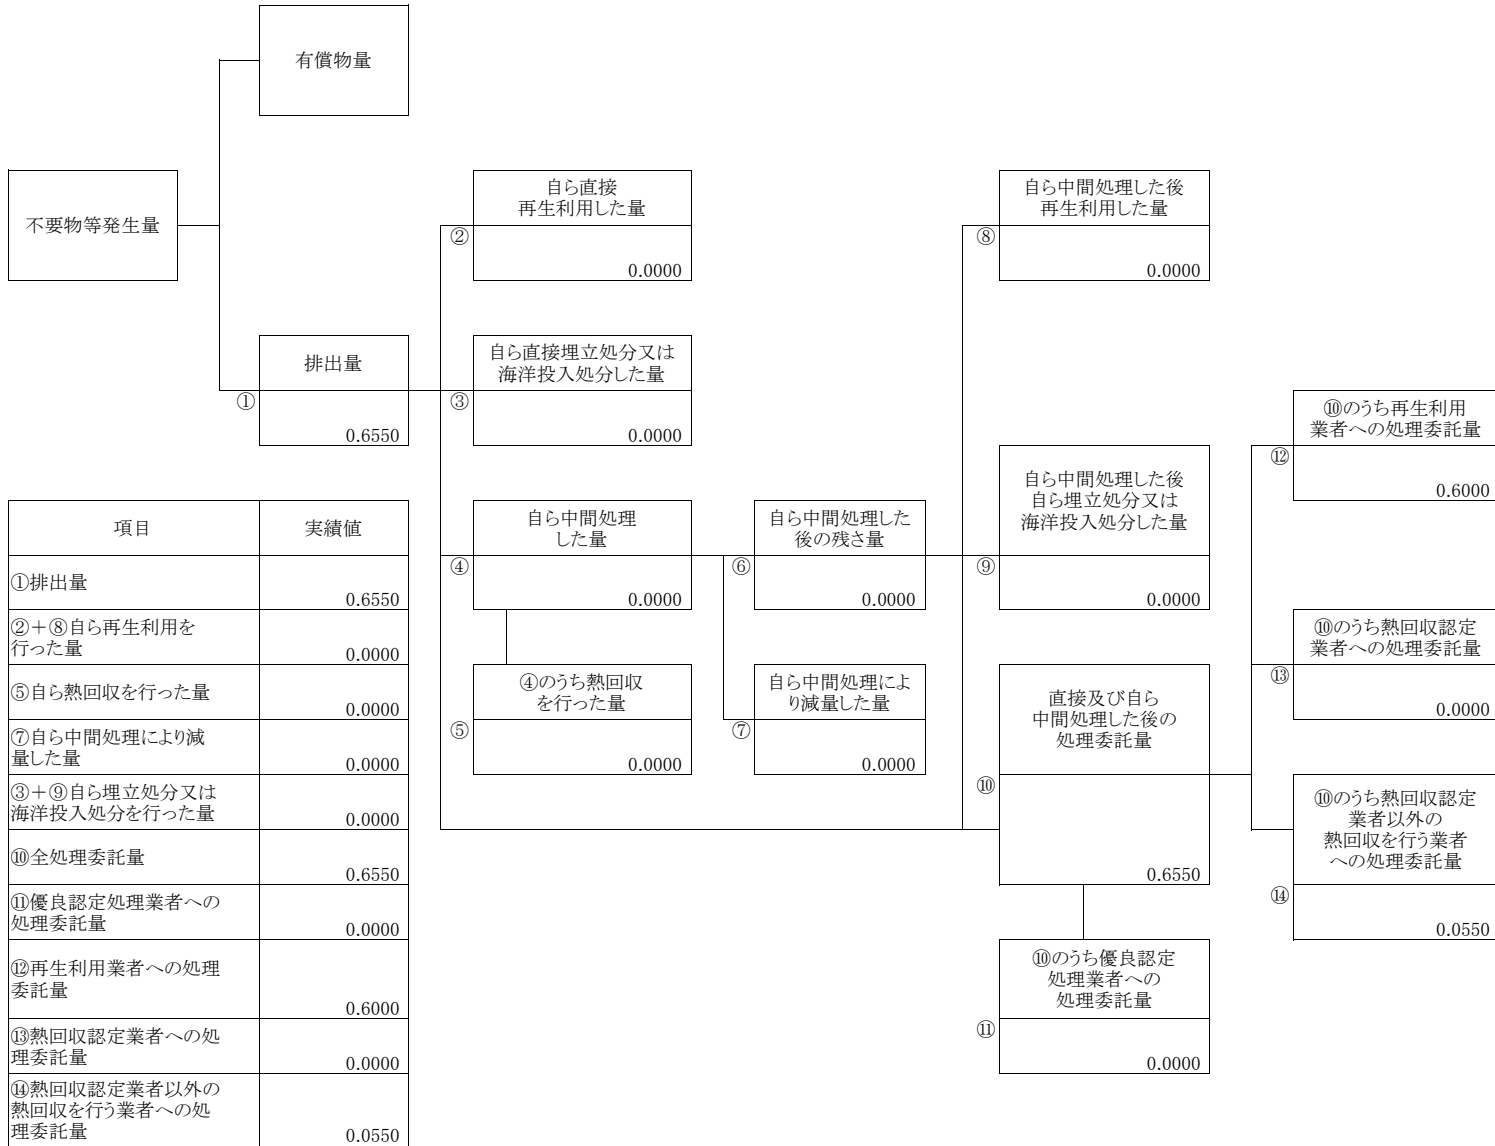 有償物量
不要物等発生量
自ら直接
再生利用した量
②
0.0000
自ら中間処理した後
再生利用した量
⑧
0.0000
排出量
①
0.6550
自ら直接埋立処分又は
海洋投入処分した量
③
0.0000
⑩のうち再生利用
業者への処理委託量
⑫
0.6000
自ら中間処理
した量
④
0.0000
自ら中間処理した
後の残さ量
⑥
0.0000
自ら中間処理した後
自ら埋立処分又は
海洋投入処分した量
⑨
0.0000
⑩のうち熱回収認定
業者への処理委託量
⑬
0.0000
④のうち熱回収
を行った量
⑤
0.0000
自ら中間処理によ
り減量した量
⑦
0.0000
直接及び自ら
中間処理した後の
処理委託量
⑩
0.6550
⑩のうち熱回収認定
業者以外の
熱回収を行う業者
への処理委託量
⑭
0.0550
⑩のうち優良認定
処理業者への
処理委託量
⑪
0.0000
項目 実績値
①排出量
0.6550
②+⑧自ら再生利用を
行った量
0.0000
⑤自ら熱回収を行った量
0.0000
⑦自ら中間処理により減
量した量
0.0000
③+⑨自ら埋立処分又は
海洋投入処分を行った量
0.0000
⑩全処理委託量
0.6550
⑪優良認定処理業者への
処理委託量
0.0000
⑫再生利用業者への処理
委託量
0.6000
⑬熱回収認定業者への処
理委託量
0.0000
⑭熱回収認定業者以外の
熱回収を行う業者への処
理委託量
0.0550